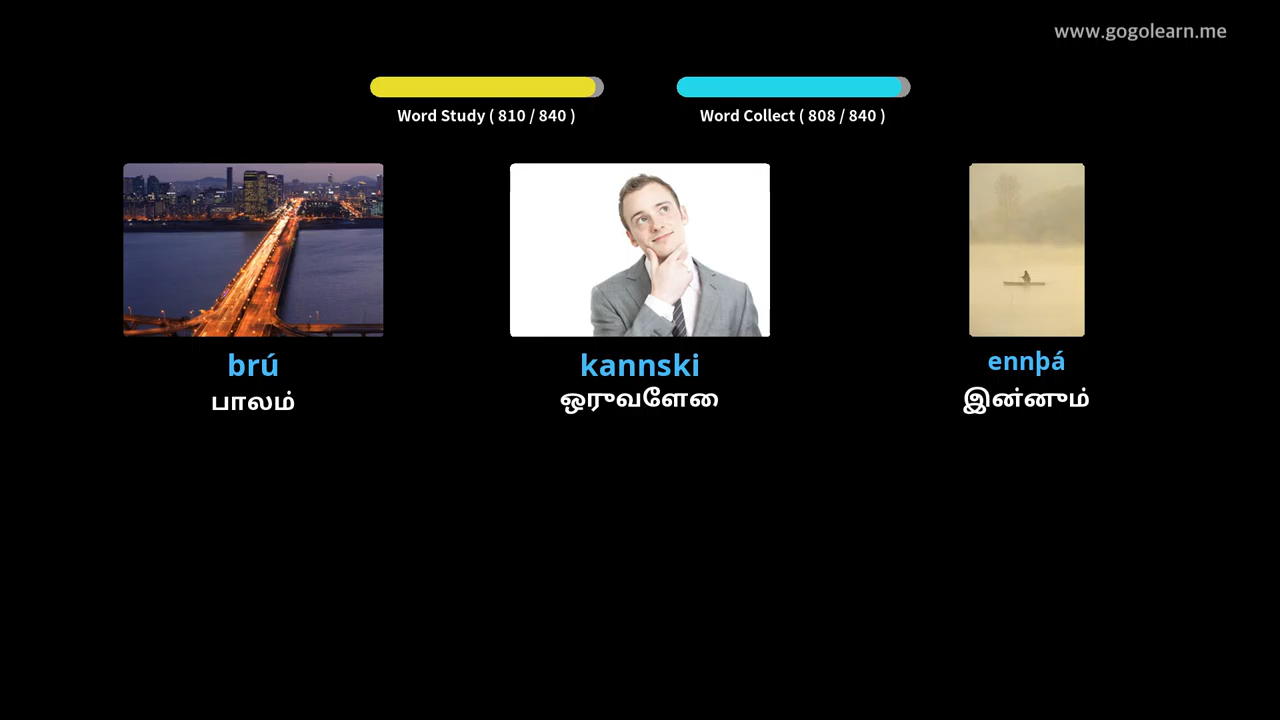 www.gogolearn.me
Word Study ( 810 / 840 )
Word Collect ( 808 / 840 )
brú
kannski
ennþá
பாலம்
ஒருவளேை
இன்னும்